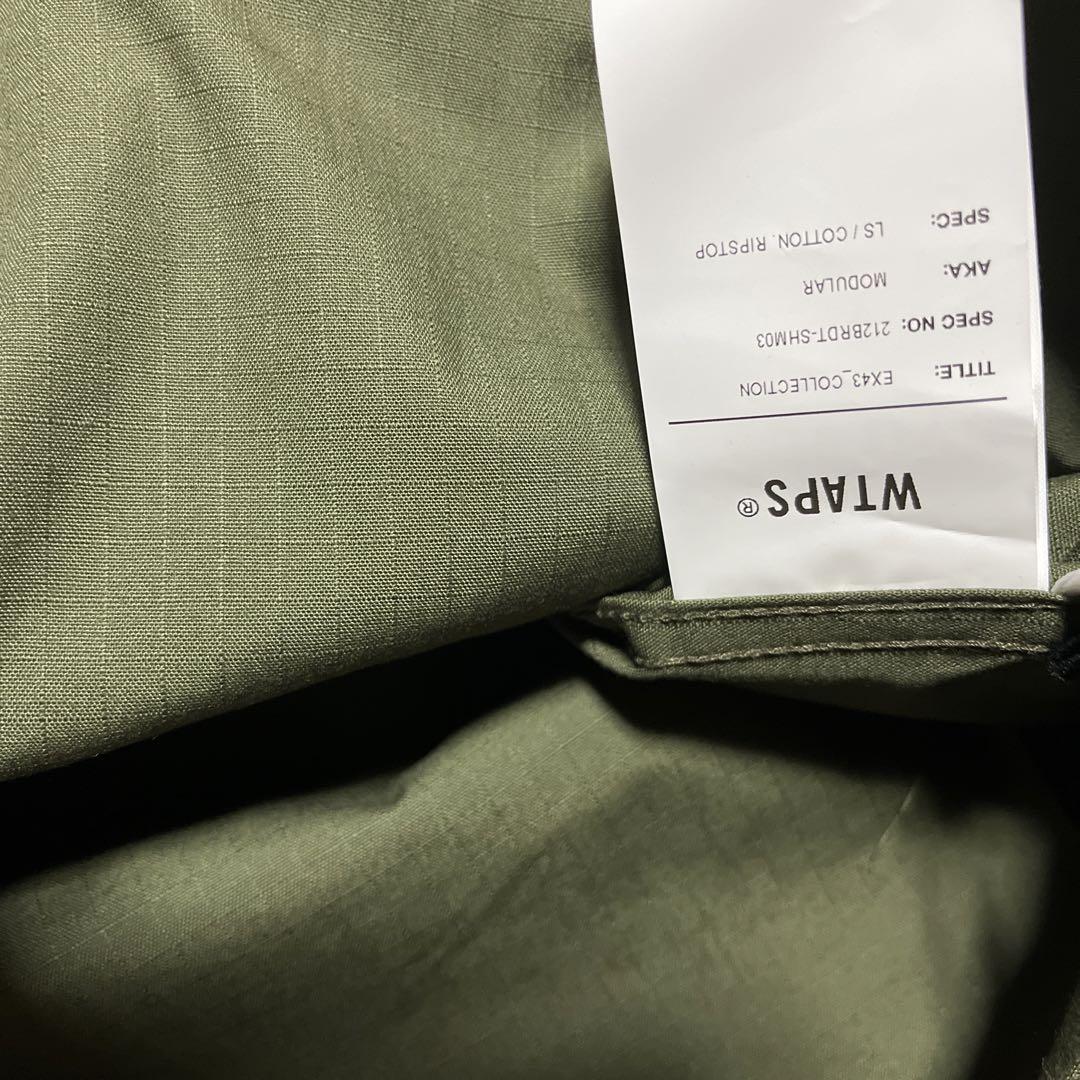 WTAPS®
TITLE: EX43_COLLECTION
SPEC NO: 212BRDT-SHM03
AKA: MODULAR
SPEC: LS / COTTON. RIPSTOP